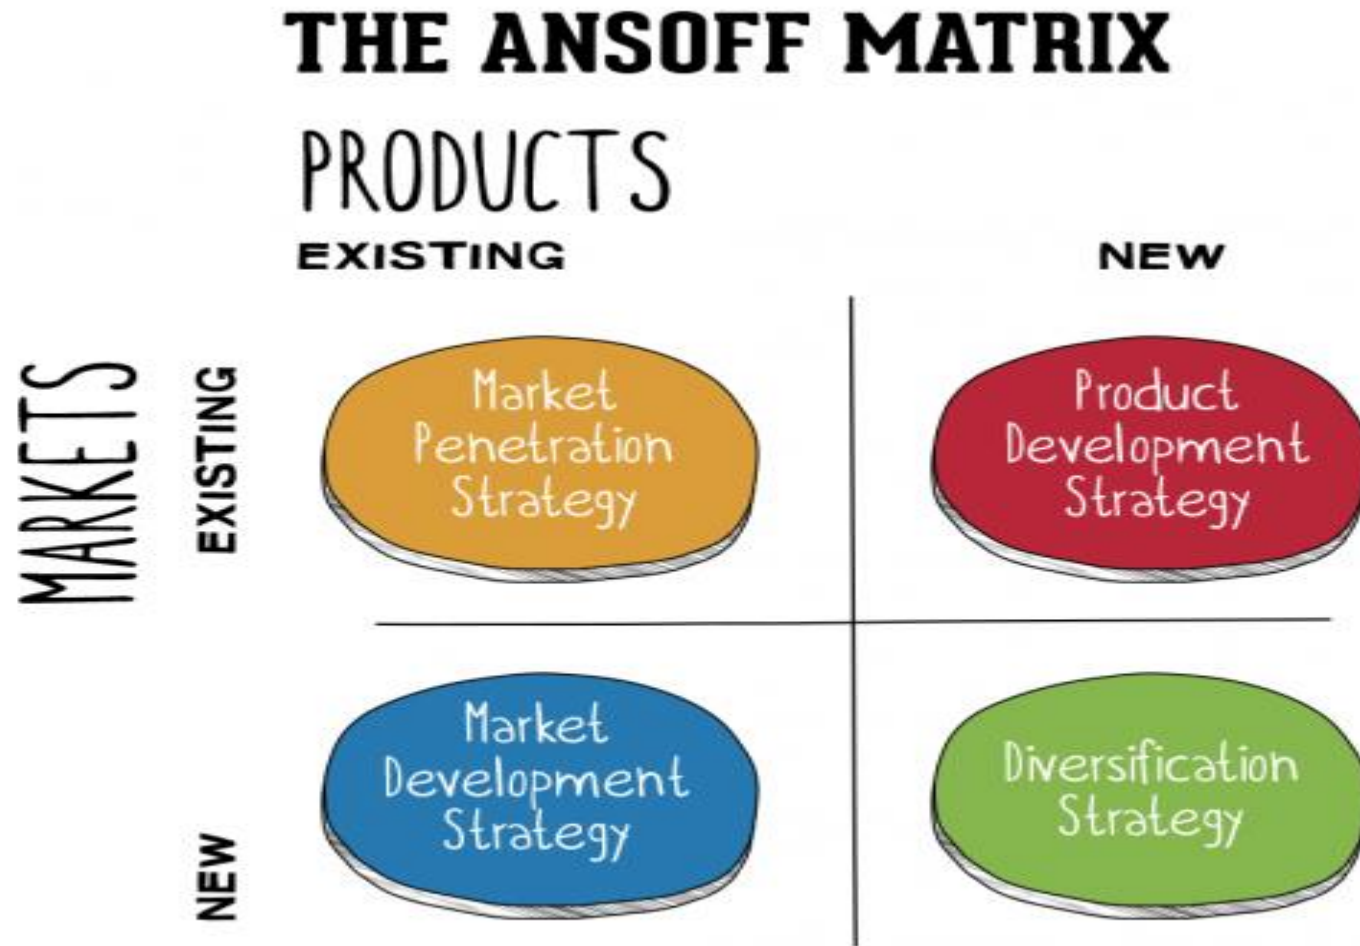 THE ANSOFF MATRIX
PRODUCTS
EXISTING NEW
MARKETS
EXISTING
Market
Penetration
Strategy
Product
Development
Strategy
NEW
Market
Development
Strategy
Diversification
Strategy